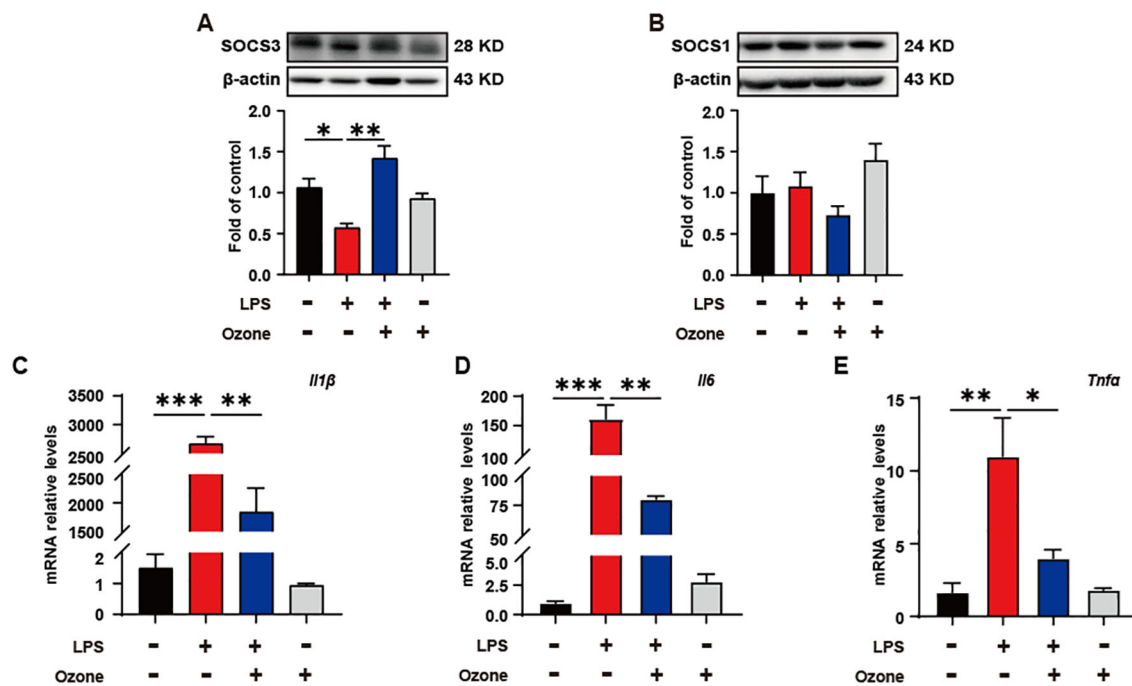 A
SOCS3 28 KD
β-actin 43 KD
Fold of control
2.0
1.5
1.0
0.5
0.0
* **
LPS - + + -
Ozone - - + +
B
SOCS1 24 KD
β-actin 43 KD
Fold of control
2.0
1.5
1.0
0.5
0.0
LPS - + + -
Ozone - - + +
C
Il1β
mRNA relative levels
3500
3000
2500
2500
2000
1500
2
1
0
*** **
LPS - + + -
Ozone - - + +
D
Il6
mRNA relative levels
200
150
100
100
75
50
5.0
2.5
0.0
*** **
LPS - + + -
Ozone - - + +
E
Tnfα
mRNA relative levels
15
10
5
0
** *
LPS - + + -
Ozone - - + +